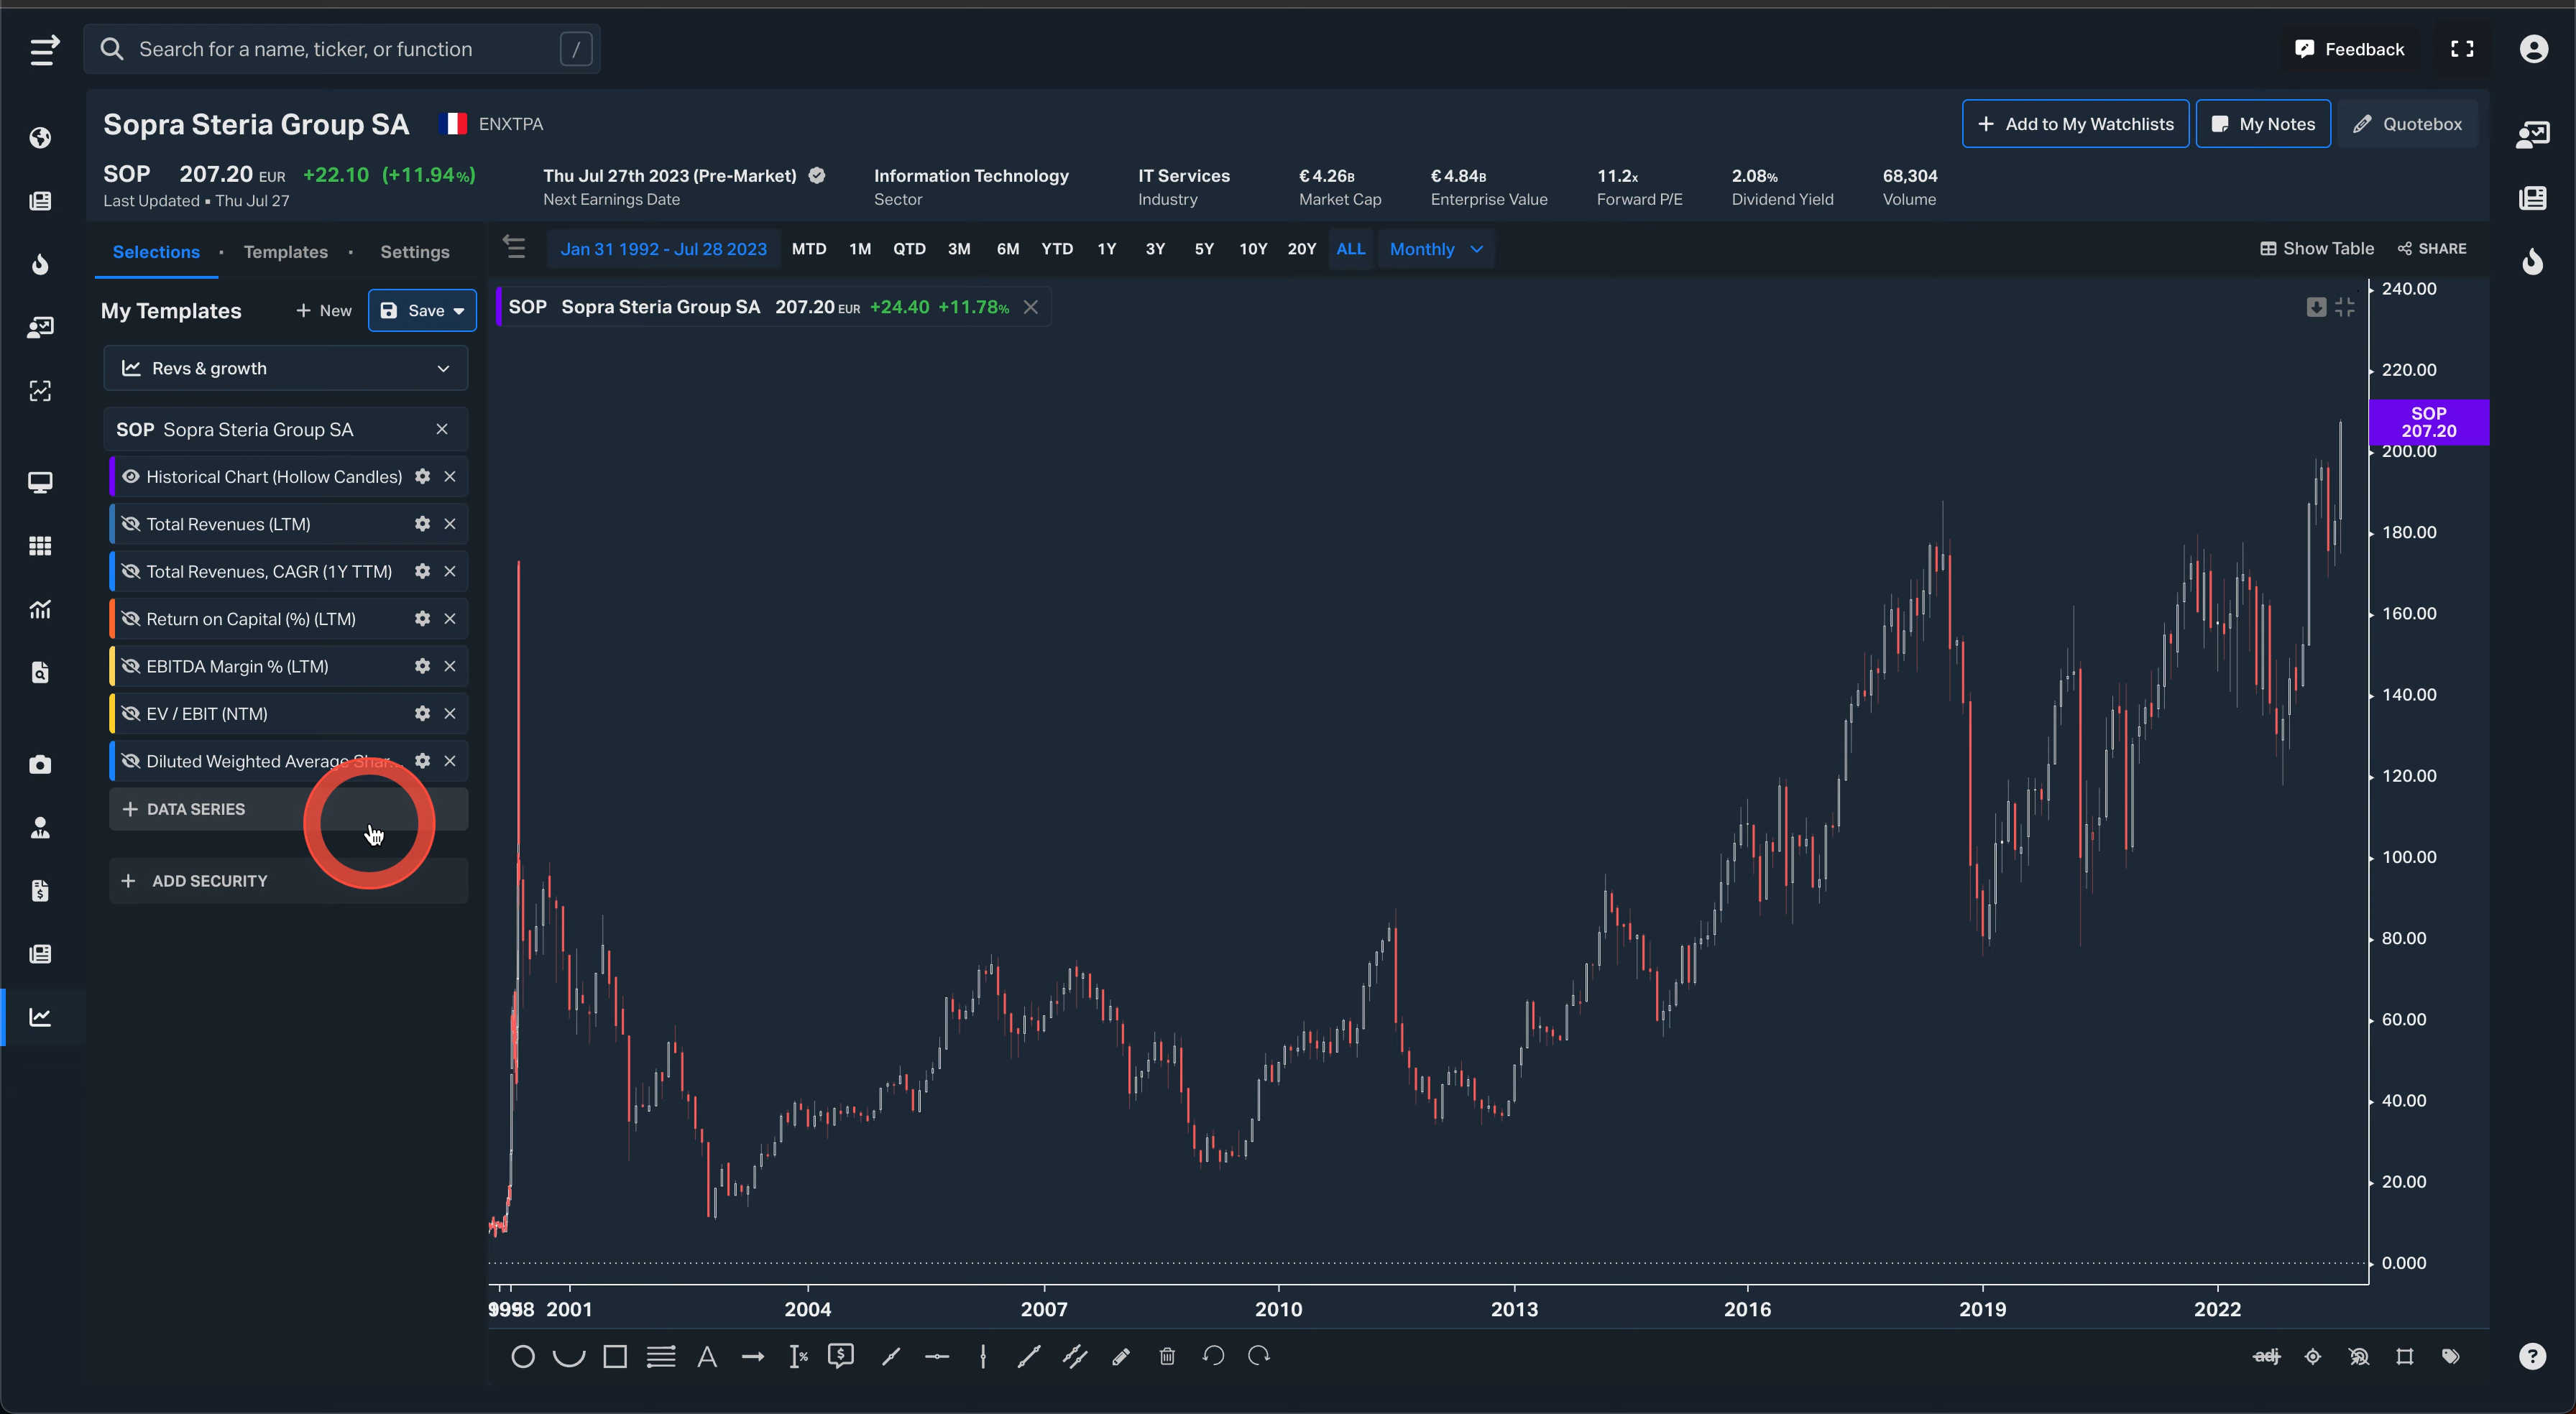 Search for a name, ticker, or function /
Feedback
Sopra Steria Group SA ENXTPA
+ Add to My Watchlists My Notes Quotebox
SOP 207.20 EUR +22.10 (+11.94%)
Last Updated ▪ Thu Jul 27
Thu Jul 27th 2023 (Pre-Market)
Next Earnings Date
Information Technology
Sector
IT Services
Industry
€4.26B
Market Cap
€4.84B
Enterprise Value
11.2x
Forward P/E
2.08%
Dividend Yield
68,304
Volume
Selections · Templates · Settings
Jan 31 1992 - Jul 28 2023 MTD 1M QTD 3M 6M YTD 1Y 3Y 5Y 10Y 20Y ALL Monthly
Show Table SHARE
My Templates + New Save
Revs & growth
SOP Sopra Steria Group SA
Historical Chart (Hollow Candles)
Total Revenues (LTM)
Total Revenues, CAGR (1Y TTM)
Return on Capital (%) (LTM)
EBITDA Margin % (LTM)
EV / EBIT (NTM)
Diluted Weighted Average Shar...
+ DATA SERIES
+ ADD SECURITY
SOP Sopra Steria Group SA 207.20 EUR +24.40 +11.78%
240.00
220.00
SOP
207.20
200.00
180.00
160.00
140.00
120.00
100.00
80.00
60.00
40.00
20.00
0.000
1998 2001 2004 2007 2010 2013 2016 2019 2022
A % $ adj ?